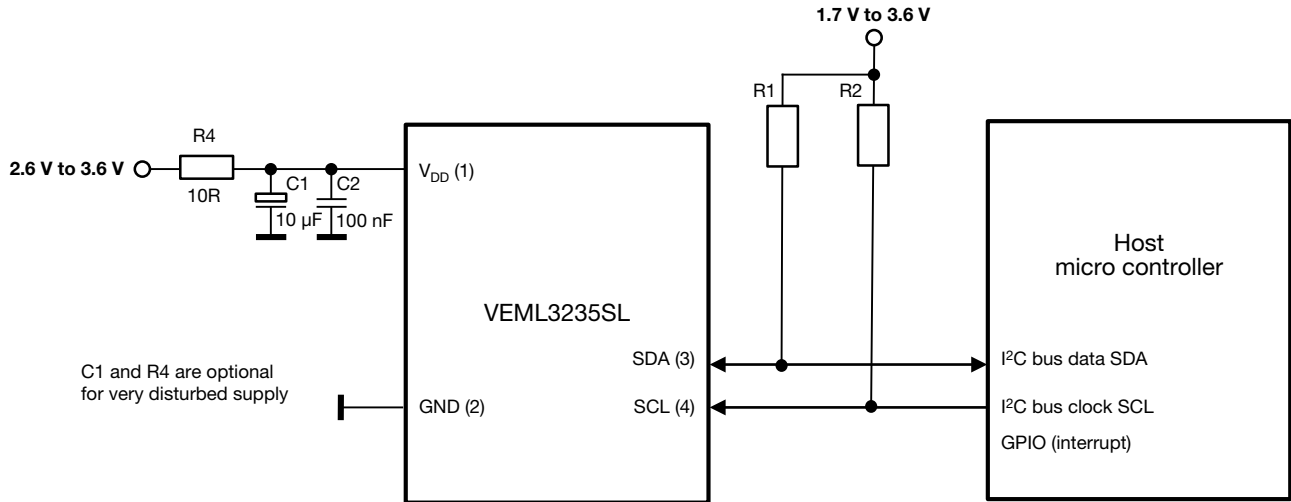 1.7 V to 3.6 V
R1
R2
R4
2.6 V to 3.6 V
10R
C1
C2
10 µF
100 nF
V_DD (1)
Host
micro controller
VEML3235SL
SDA (3)
I²C bus data SDA
C1 and R4 are optional
for very disturbed supply
GND (2)
SCL (4)
I²C bus clock SCL
GPIO (interrupt)